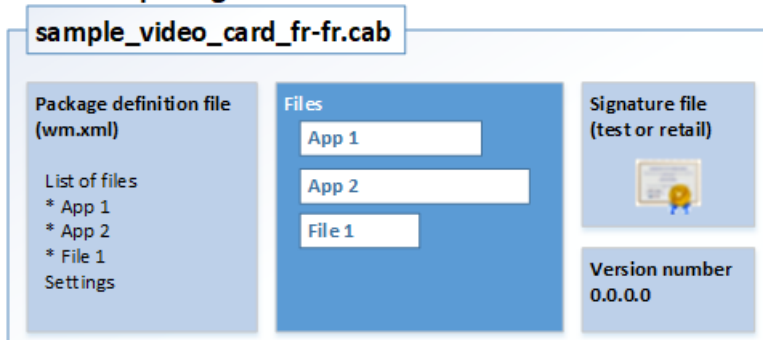 sample_video_card_fr-fr.cab
Package definition file
(wm.xml)
List of files
* App 1
* App 2
* File 1
Settings
Files
App 1
App 2
File 1
Signature file
(test or retail)
Version number
0.0.0.0